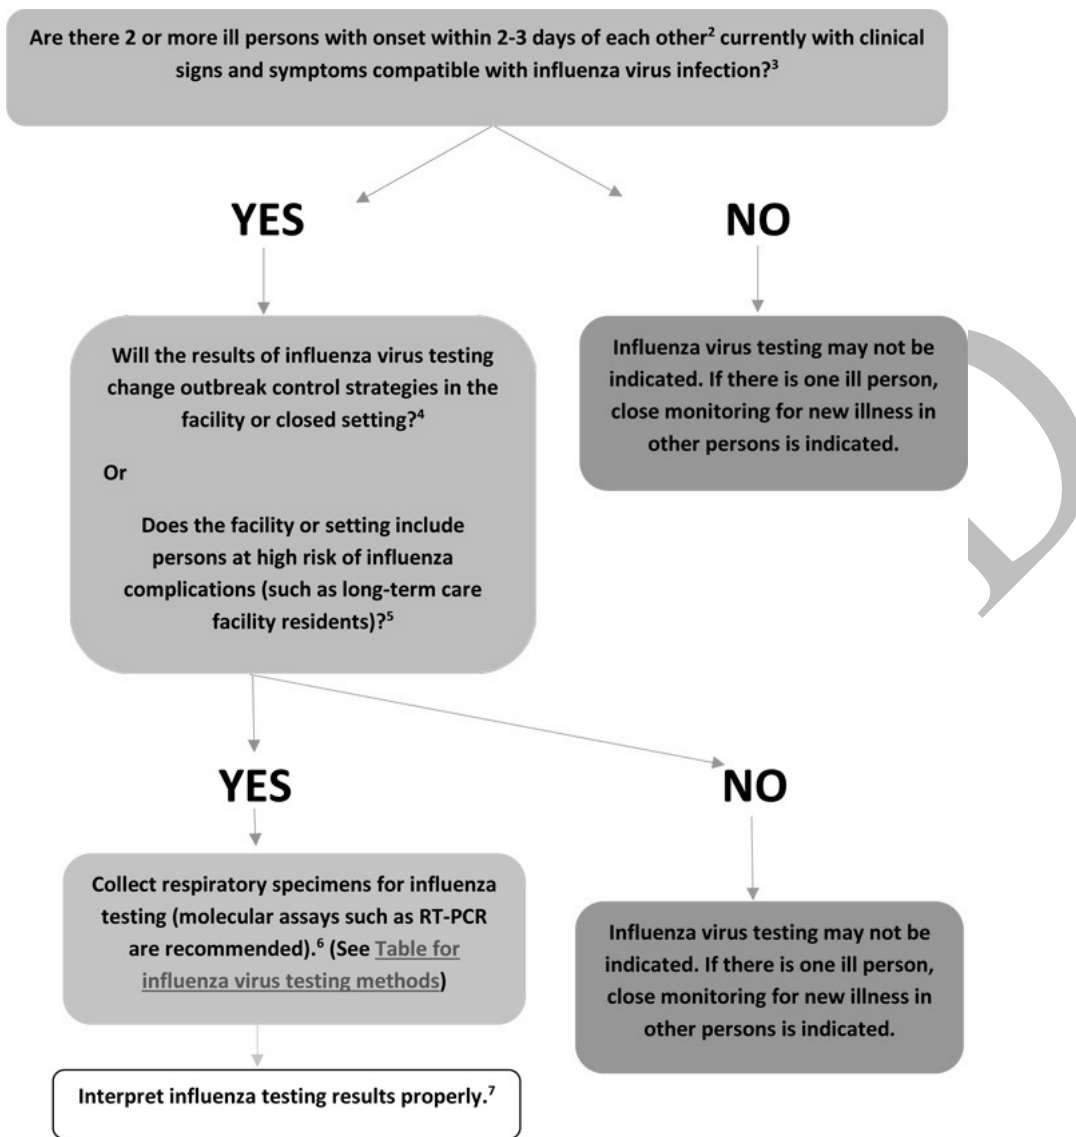 Are there 2 or more ill persons with onset within 2-3 days of each other² currently with clinical
signs and symptoms compatible with influenza virus infection?³
YES
NO
Will the results of influenza virus testing
change outbreak control strategies in the
facility or closed setting?⁴
Or
Does the facility or setting include
persons at high risk of influenza
complications (such as long-term care
facility residents)?⁵
Influenza virus testing may not be
indicated. If there is one ill person,
close monitoring for new illness in
other persons is indicated.
YES
NO
Collect respiratory specimens for influenza
testing (molecular assays such as RT-PCR
are recommended).⁶ (See Table for
influenza virus testing methods)
Influenza virus testing may not be
indicated. If there is one ill person,
close monitoring for new illness in
other persons is indicated.
Interpret influenza testing results properly.⁷